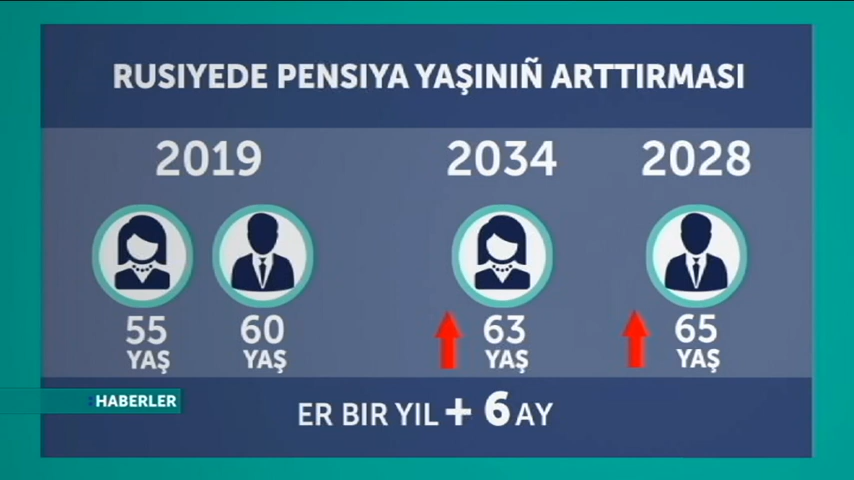 RUSIYEDE PENSIYA YAŞINIÑ ARTTIRMASI
2019 2034 2028
55 60 63 65
YAŞ YAŞ YAŞ YAŞ
:HABERLER
ER BIR YIL + 6 AY